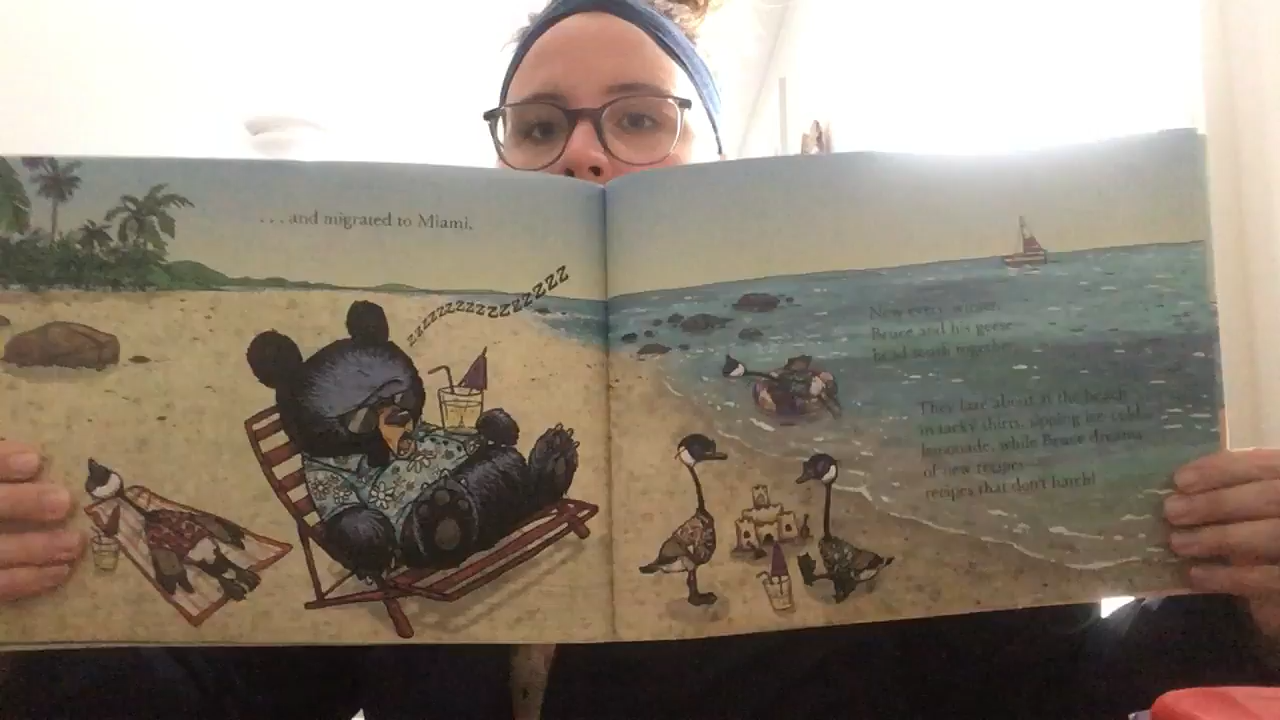 ...and migrated to Miami.
zzzzzzzzzzzzzzzzz
Now every winter,
Bruce and his geese
head south together.
They laze about at the beach
in tacky shirts, sipping ice cold
lemonade, while Bruce dreams
of new recipes—
recipes that don't hatch!